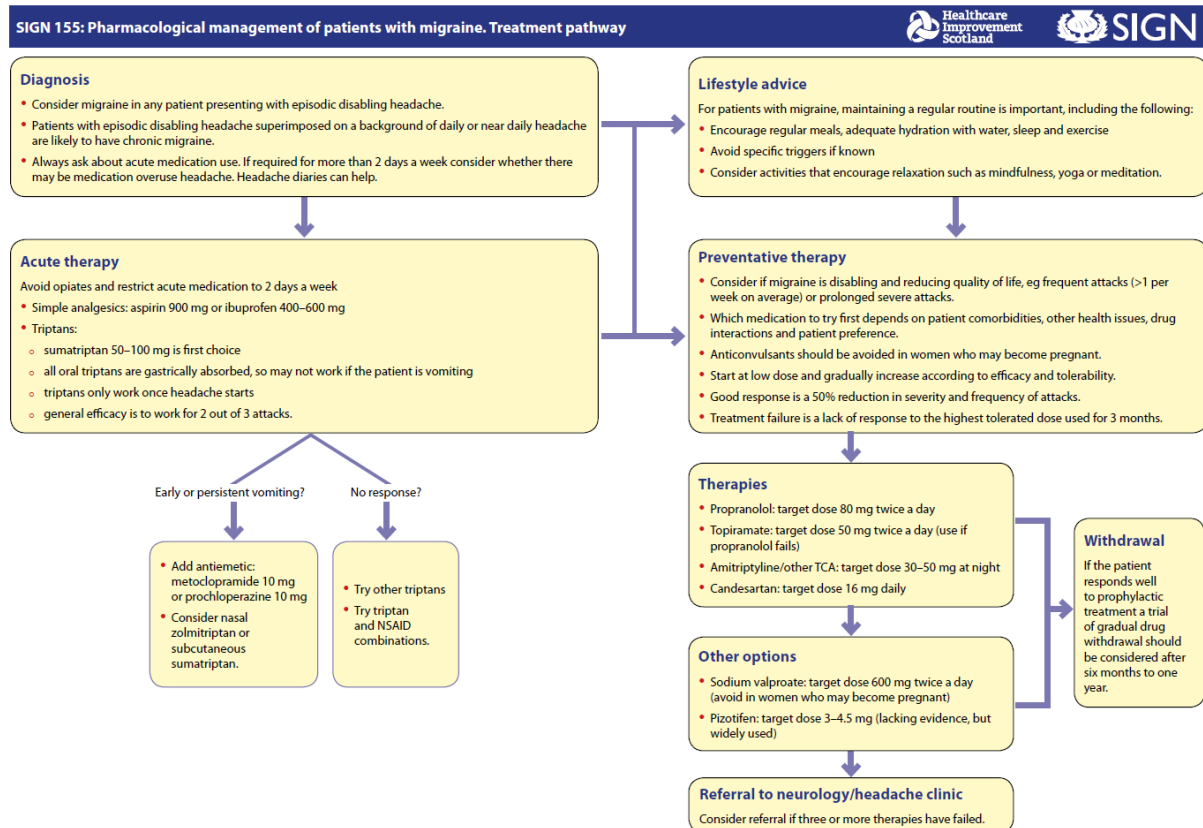 SIGN 155: Pharmacological management of patients with migraine. Treatment pathway
Healthcare
Improvement
Scotland
SIGN
Diagnosis
• Consider migraine in any patient presenting with episodic disabling headache.
• Patients with episodic disabling headache superimposed on a background of daily or near daily headache
are likely to have chronic migraine.
• Always ask about acute medication use. If required for more than 2 days a week consider whether there
may be medication overuse headache. Headache diaries can help.
Acute therapy
Avoid opiates and restrict acute medication to 2 days a week
• Simple analgesics: aspirin 900 mg or ibuprofen 400–600 mg
• Triptans:
o sumatriptan 50–100 mg is first choice
o all oral triptans are gastrically absorbed, so may not work if the patient is vomiting
o triptans only work once headache starts
o general efficacy is to work for 2 out of 3 attacks.
Early or persistent vomiting?
No response?
• Add antiemetic:
metoclopramide 10 mg
or prochloperazine 10 mg
• Consider nasal
zolmitriptan or
subcutaneous
sumatriptan.
• Try other triptans
• Try triptan
and NSAID
combinations.
Lifestyle advice
For patients with migraine, maintaining a regular routine is important, including the following:
• Encourage regular meals, adequate hydration with water, sleep and exercise
• Avoid specific triggers if known
• Consider activities that encourage relaxation such as mindfulness, yoga or meditation.
Preventative therapy
• Consider if migraine is disabling and reducing quality of life, eg frequent attacks (>1 per
week on average) or prolonged severe attacks.
• Which medication to try first depends on patient comorbidities, other health issues, drug
interactions and patient preference.
• Anticonvulsants should be avoided in women who may become pregnant.
• Start at low dose and gradually increase according to efficacy and tolerability.
• Good response is a 50% reduction in severity and frequency of attacks.
• Treatment failure is a lack of response to the highest tolerated dose used for 3 months.
Therapies
• Propranolol: target dose 80 mg twice a day
• Topiramate: target dose 50 mg twice a day (use if
propranolol fails)
• Amitriptyline/other TCA: target dose 30–50 mg at night
• Candesartan: target dose 16 mg daily
Other options
• Sodium valproate: target dose 600 mg twice a day
(avoid in women who may become pregnant)
• Pizotifen: target dose 3–4.5 mg (lacking evidence, but
widely used)
Withdrawal
If the patient
responds well
to prophylactic
treatment a trial
of gradual drug
withdrawal should
be considered after
six months to one
year.
Referral to neurology/headache clinic
Consider referral if three or more therapies have failed.